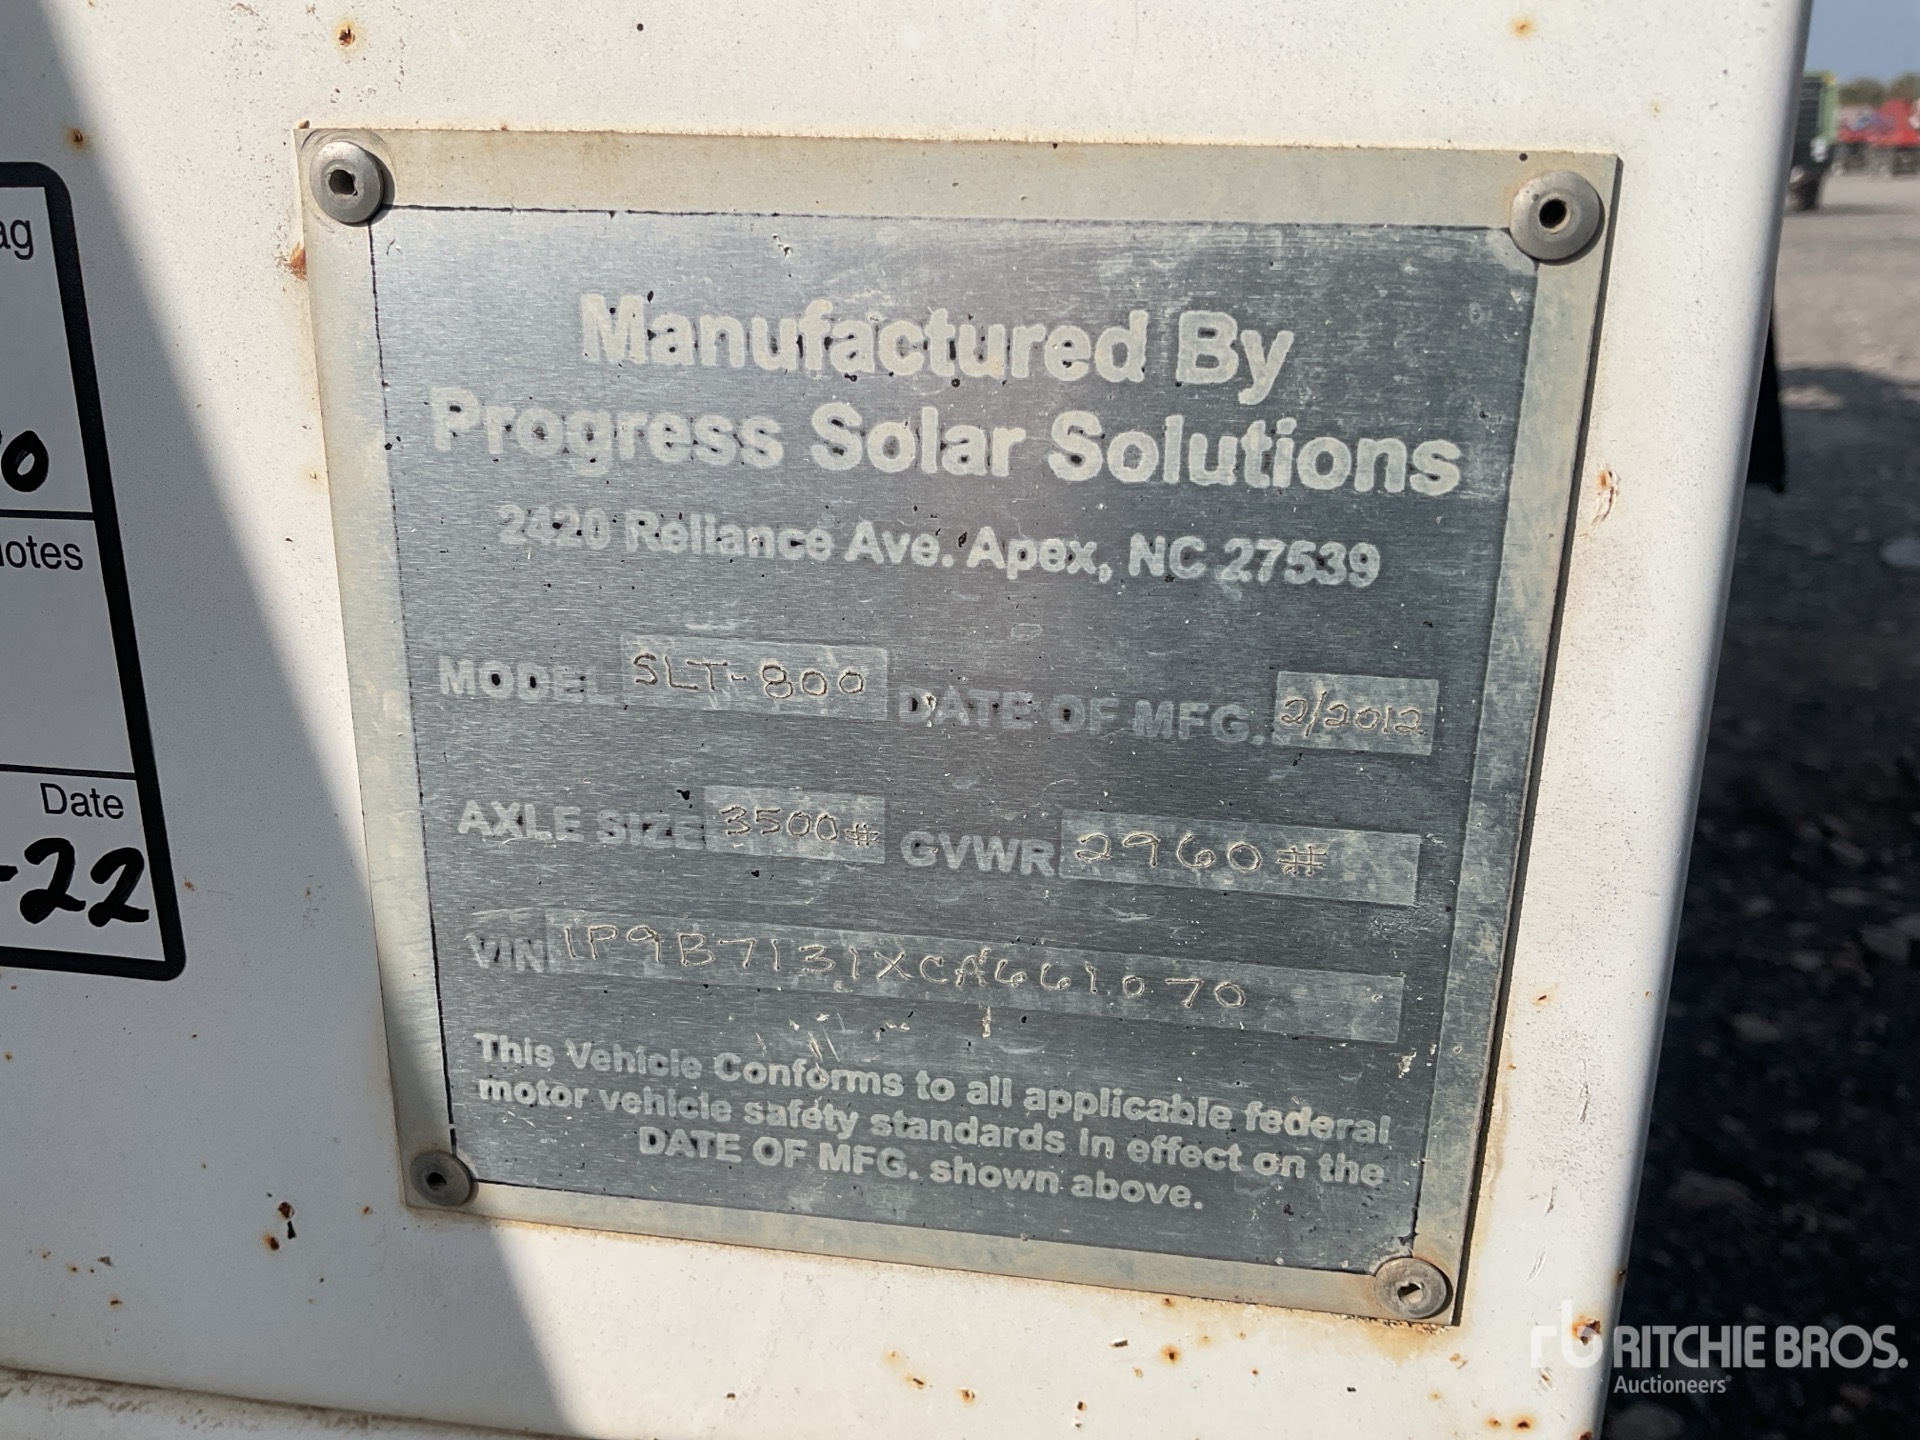 Manufactured By
Progress Solar Solutions
2420 Reliance Ave. Apex, NC 27539
MODEL SLT-800 DATE OF MFG. 2/2012
AXLE SIZE 3500# GVWR 2960#
VIN 1P9B7131XCA661070
This Vehicle Conforms to all applicable federal
motor vehicle safety standards in effect on the
DATE OF MFG. shown above.
ag
otes
Date
-22
rb RITCHIE BROS.
Auctioneers